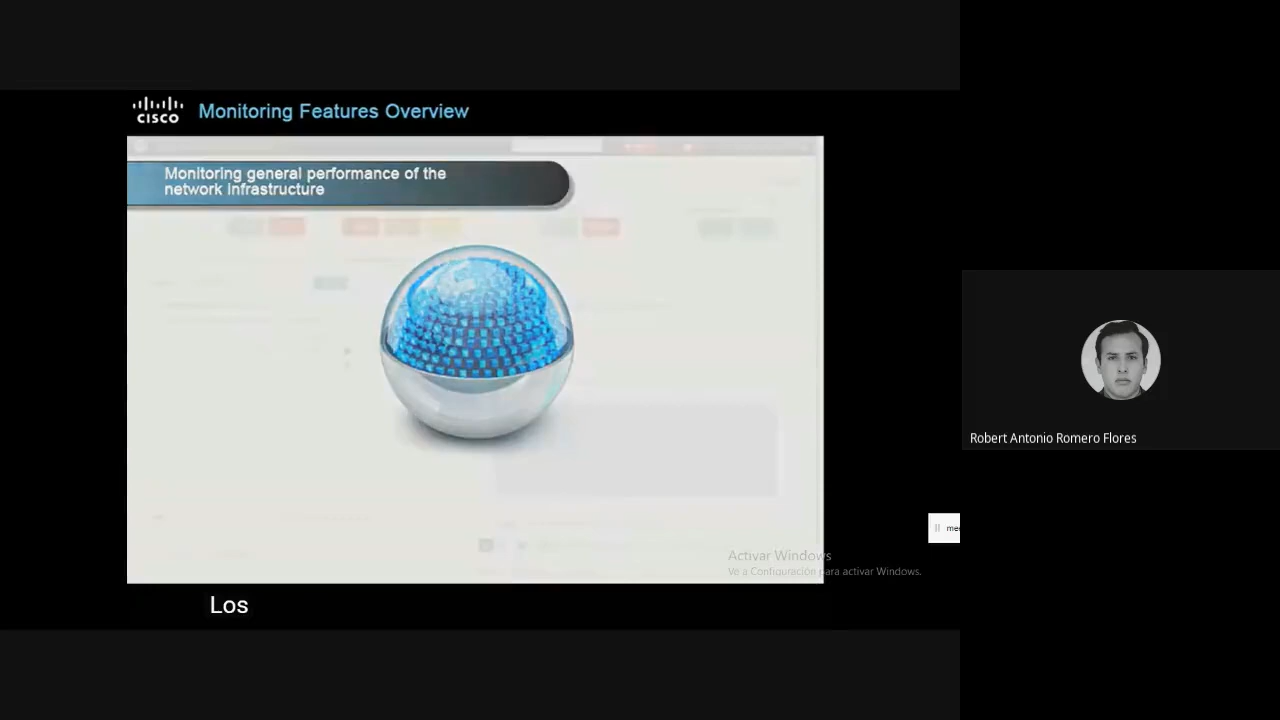 CISCO
Monitoring Features Overview
Monitoring general performance of the
network infrastructure
Robert Antonio Romero Flores
Activar Windows
Ve a Configuración para activar Windows.
Los